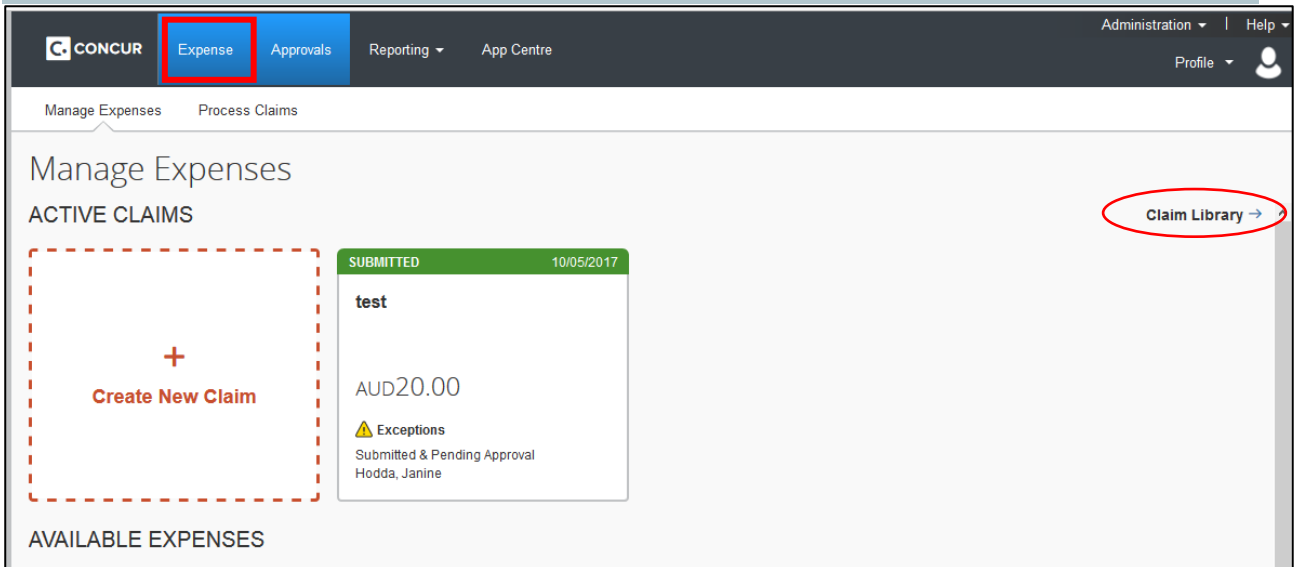 Administration | Help
C. CONCUR Expense Approvals Reporting App Centre
Profile
Manage Expenses Process Claims
Manage Expenses
ACTIVE CLAIMS
Claim Library →
SUBMITTED 10/05/2017
test
+
Create New Claim
AUD20.00
Exceptions
Submitted & Pending Approval
Hodda, Janine
AVAILABLE EXPENSES